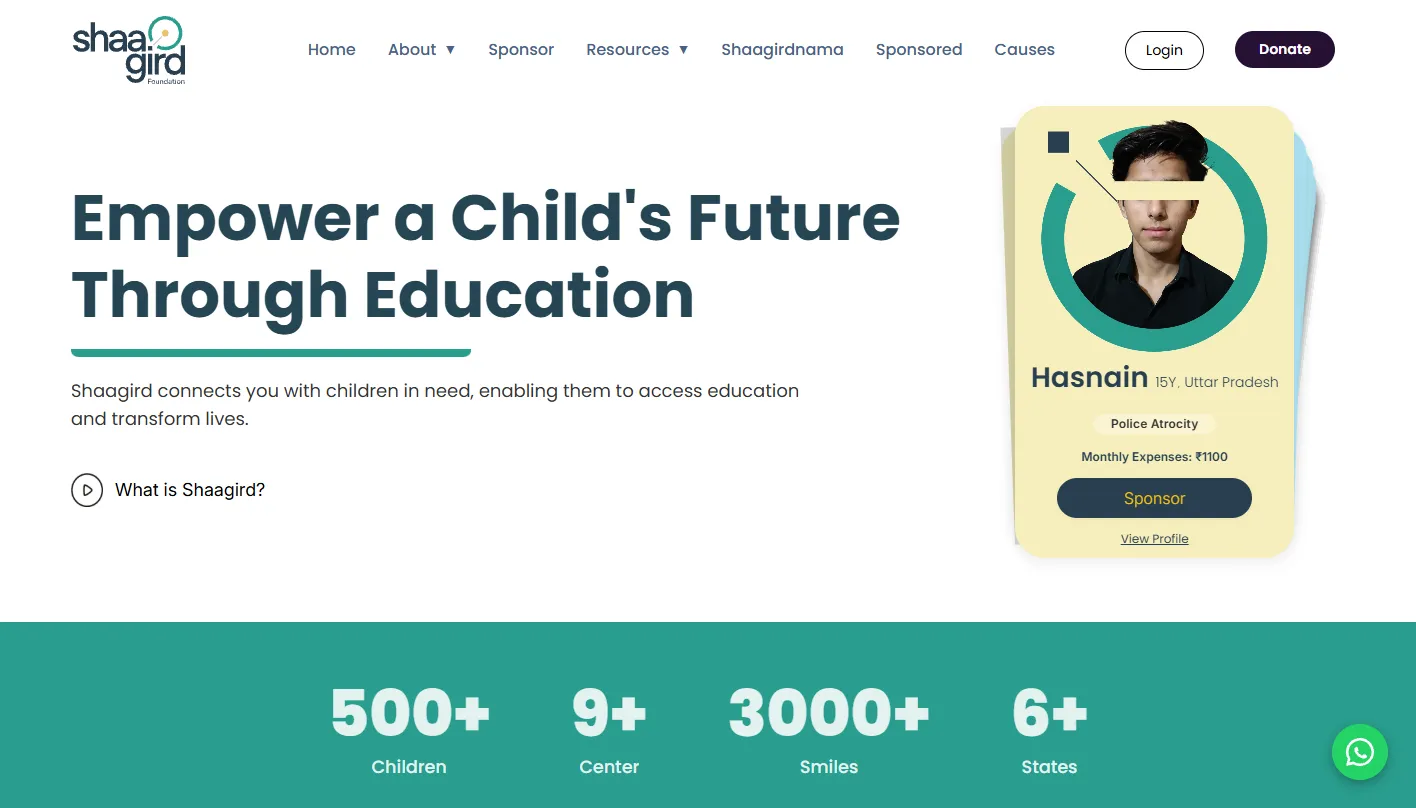 shaa.
gird
Foundation
Home About ▼ Sponsor Resources ▼ Shaagirdnama Sponsored Causes Login Donate
Empower a Child's Future
Through Education
Shaagird connects you with children in need, enabling them to access education
and transform lives.
What is Shaagird?
Hasnain 15Y, Uttar Pradesh
Police Atrocity
Monthly Expenses: ₹1100
Sponsor
View Profile
500+ 9+ 3000+ 6+
Children Center Smiles States